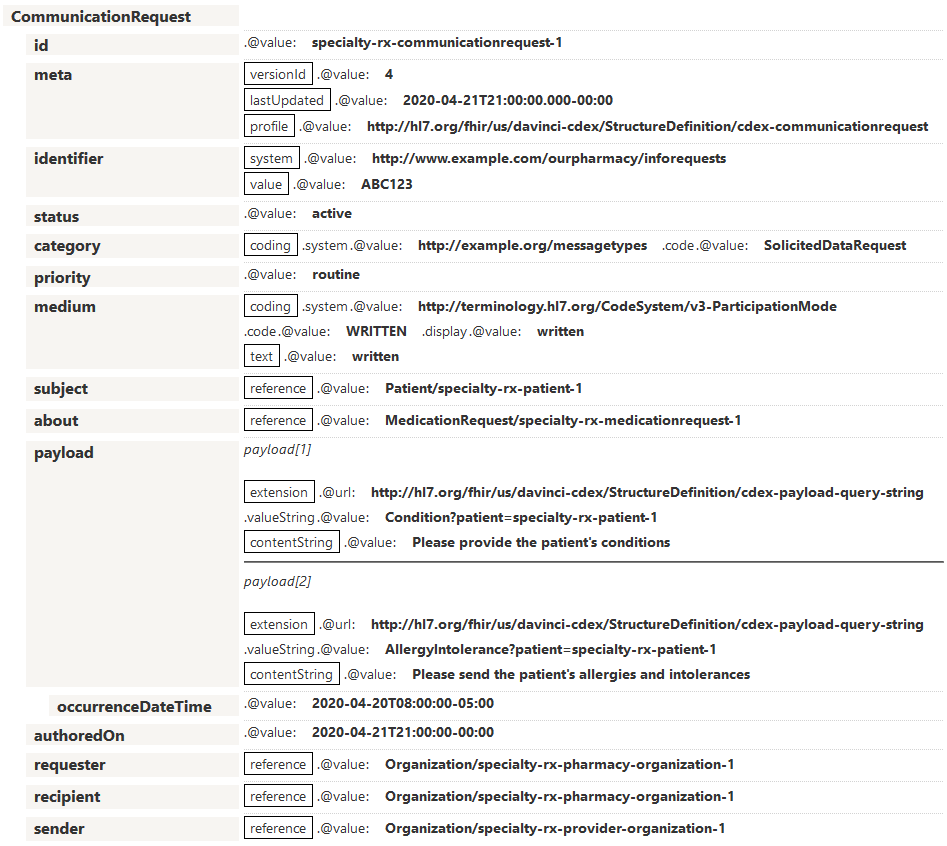 CommunicationRequest
id .@value: specialty-rx-communicationrequest-1
meta versionId .@value: 4
lastUpdated .@value: 2020-04-21T21:00:00.000-00:00
profile .@value: http://hl7.org/fhir/us/davinci-cdex/StructureDefinition/cdex-communicationrequest
identifier system .@value: http://www.example.com/ourpharmacy/inforequests
value .@value: ABC123
status .@value: active
category coding .system.@value: http://example.org/messagetypes .code.@value: SolicitedDataRequest
priority .@value: routine
medium coding .system.@value: http://terminology.hl7.org/CodeSystem/v3-ParticipationMode
.code.@value: WRITTEN .display.@value: written
text .@value: written
subject reference .@value: Patient/specialty-rx-patient-1
about reference .@value: MedicationRequest/specialty-rx-medicationrequest-1
payload payload[1]
extension .@url: http://hl7.org/fhir/us/davinci-cdex/StructureDefinition/cdex-payload-query-string
.valueString.@value: Condition?patient=specialty-rx-patient-1
contentString .@value: Please provide the patient's conditions
payload[2]
extension .@url: http://hl7.org/fhir/us/davinci-cdex/StructureDefinition/cdex-payload-query-string
.valueString.@value: AllergyIntolerance?patient=specialty-rx-patient-1
contentString .@value: Please send the patient's allergies and intolerances
occurrenceDateTime .@value: 2020-04-20T08:00:00-05:00
authoredOn .@value: 2020-04-21T21:00:00-00:00
requester reference .@value: Organization/specialty-rx-pharmacy-organization-1
recipient reference .@value: Organization/specialty-rx-pharmacy-organization-1
sender reference .@value: Organization/specialty-rx-provider-organization-1